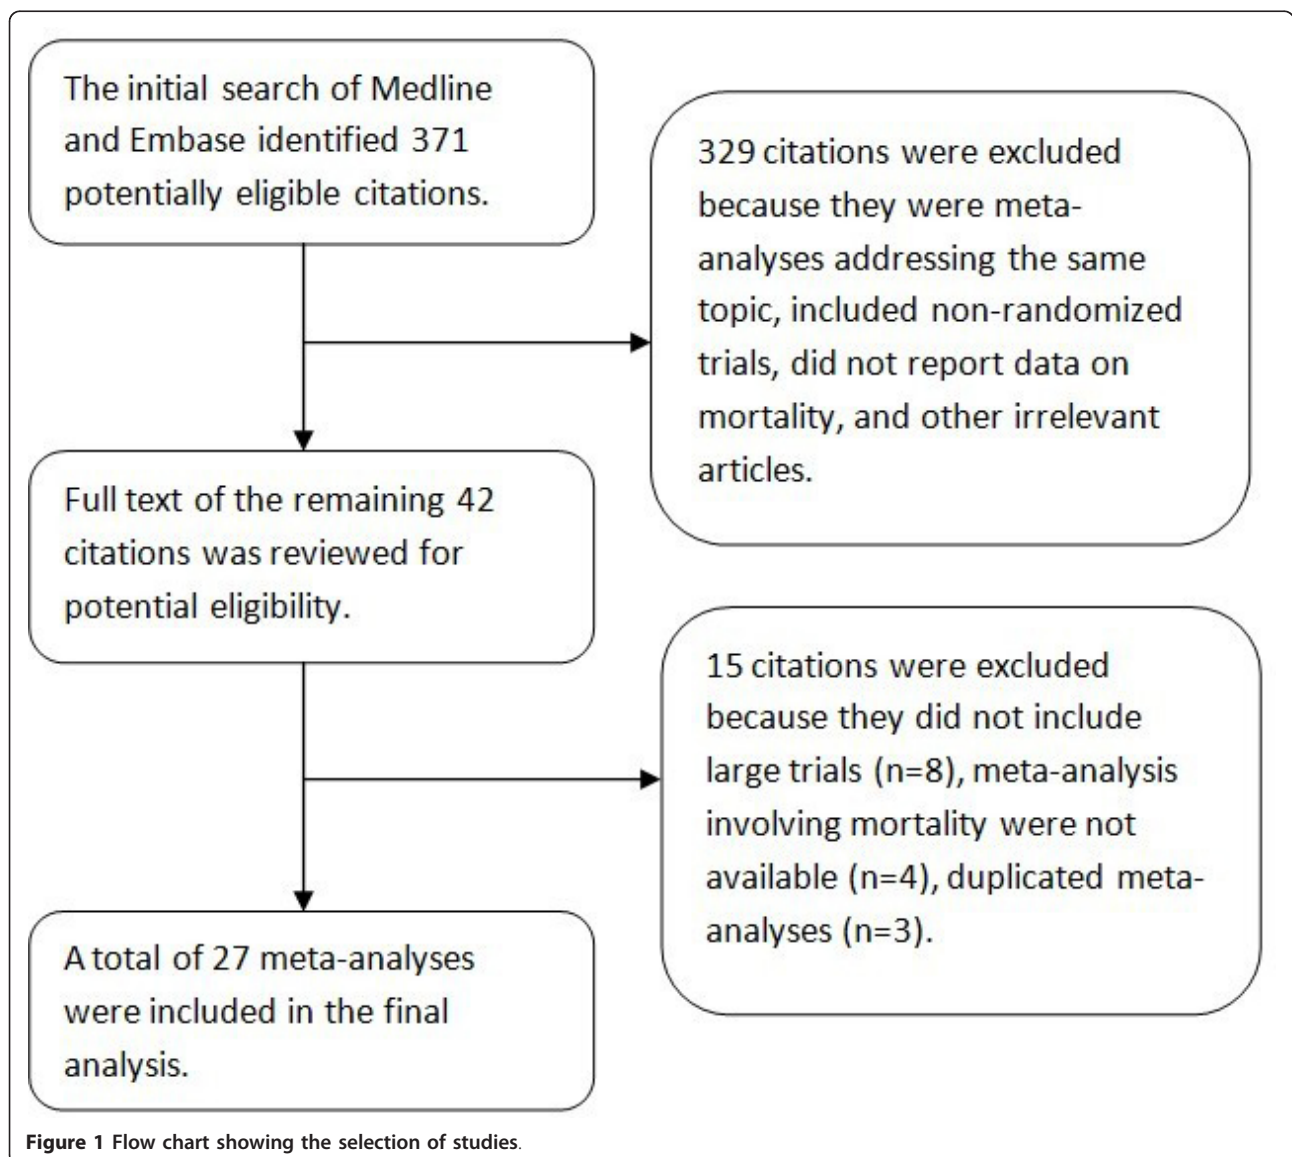 The initial search of Medline
and Embase identified 371
potentially eligible citations.
329 citations were excluded
because they were meta-
analyses addressing the same
topic, included non-randomized
trials, did not report data on
mortality, and other irrelevant
articles.
Full text of the remaining 42
citations was reviewed for
potential eligibility.
15 citations were excluded
because they did not include
large trials (n=8), meta-analysis
involving mortality were not
available (n=4), duplicated meta-
analyses (n=3).
A total of 27 meta-analyses
were included in the final
analysis.
Figure 1 Flow chart showing the selection of studies.